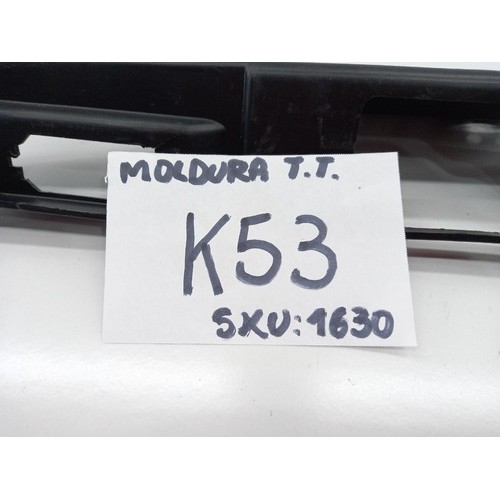 MOLDURA T.T.
K53
SKU:1630